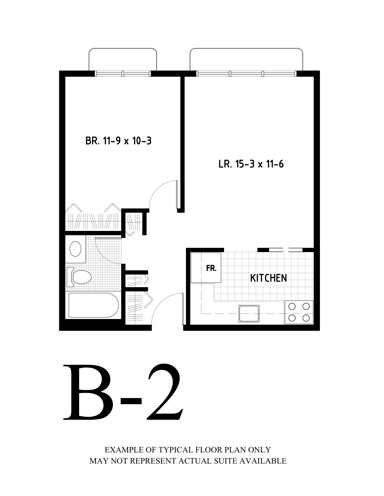 BR. 11-9 x 10-3
LR. 15-3 x 11-6
FR.
KITCHEN
B-2
EXAMPLE OF TYPICAL FLOOR PLAN ONLY
MAY NOT REPRESENT ACTUAL SUITE AVAILABLE